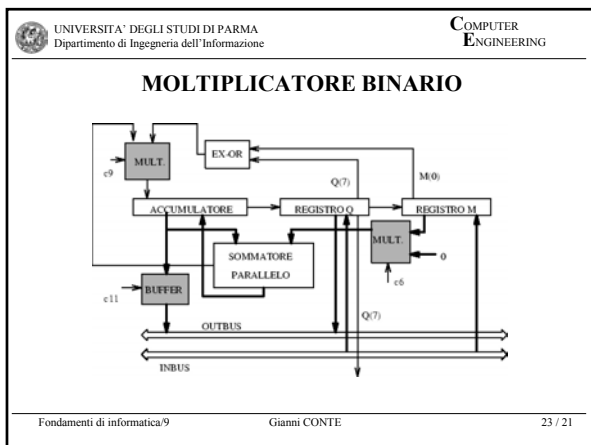 UNIVERSITA' DEGLI STUDI DI PARMA
Dipartimento di Ingegneria dell'Informazione
COMPUTER
ENGINEERING
MOLTIPLICATORE BINARIO
EX-OR
MULT.
c9
Q(7)
M(0)
ACCUMULATORE
REGISTRO Q
REGISTRO M
MULT.
SOMMATORE
PARALLELO
0
c6
BUFFER
c11
Q(7)
OUTBUS
INBUS
Fondamenti di informatica/9
Gianni CONTE
23 / 21